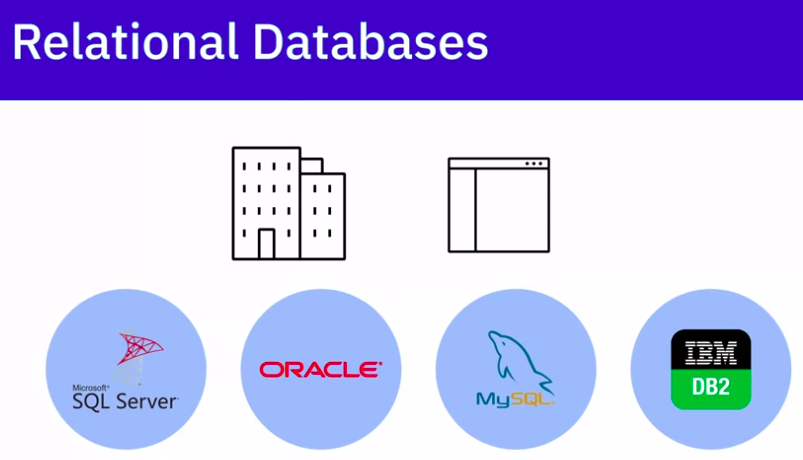 Relational Databases
Microsoft®
SQL Server
ORACLE®
MySQL
IBM
DB2